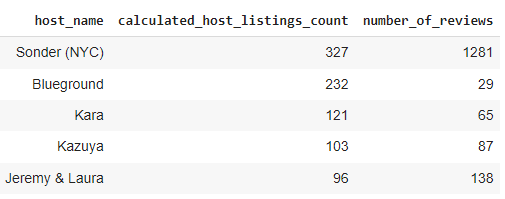 host_name calculated_host_listings_count number_of_reviews
Sonder (NYC) 327 1281
Blueground 232 29
Kara 121 65
Kazuya 103 87
Jeremy & Laura 96 138